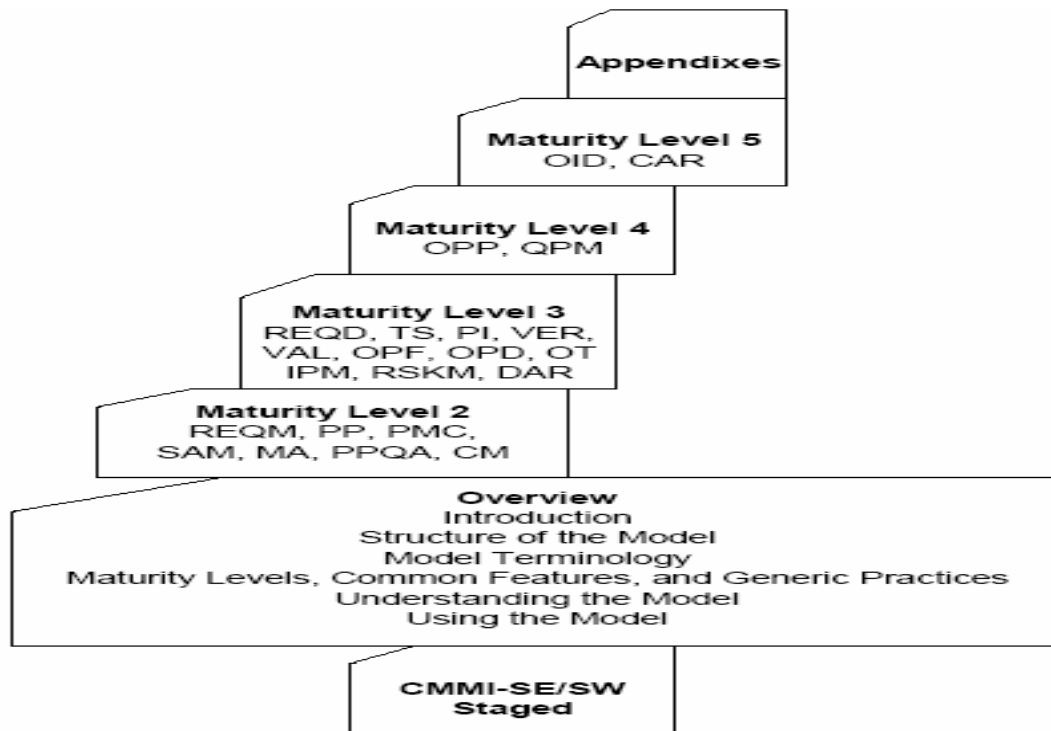 Appendixes
Maturity Level 5
OID, CAR
Maturity Level 4
OPP, QPM
Maturity Level 3
REQD, TS, PI, VER,
VAL, OPF, OPD, OT
IPM, RSKM, DAR
Maturity Level 2
REQM, PP, PMC,
SAM, MA, PPQA, CM
Overview
Introduction
Structure of the Model
Model Terminology
Maturity Levels, Common Features, and Generic Practices
Understanding the Model
Using the Model
CMMI-SE/SW
Staged